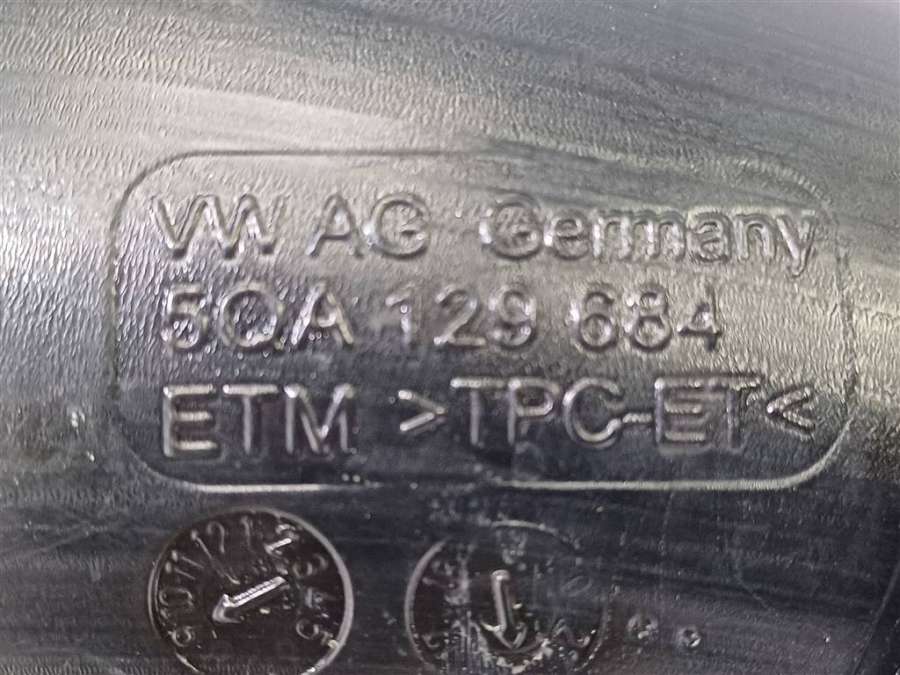 VW AG Germany
5QA 129 684
ETM >TPC-ET<